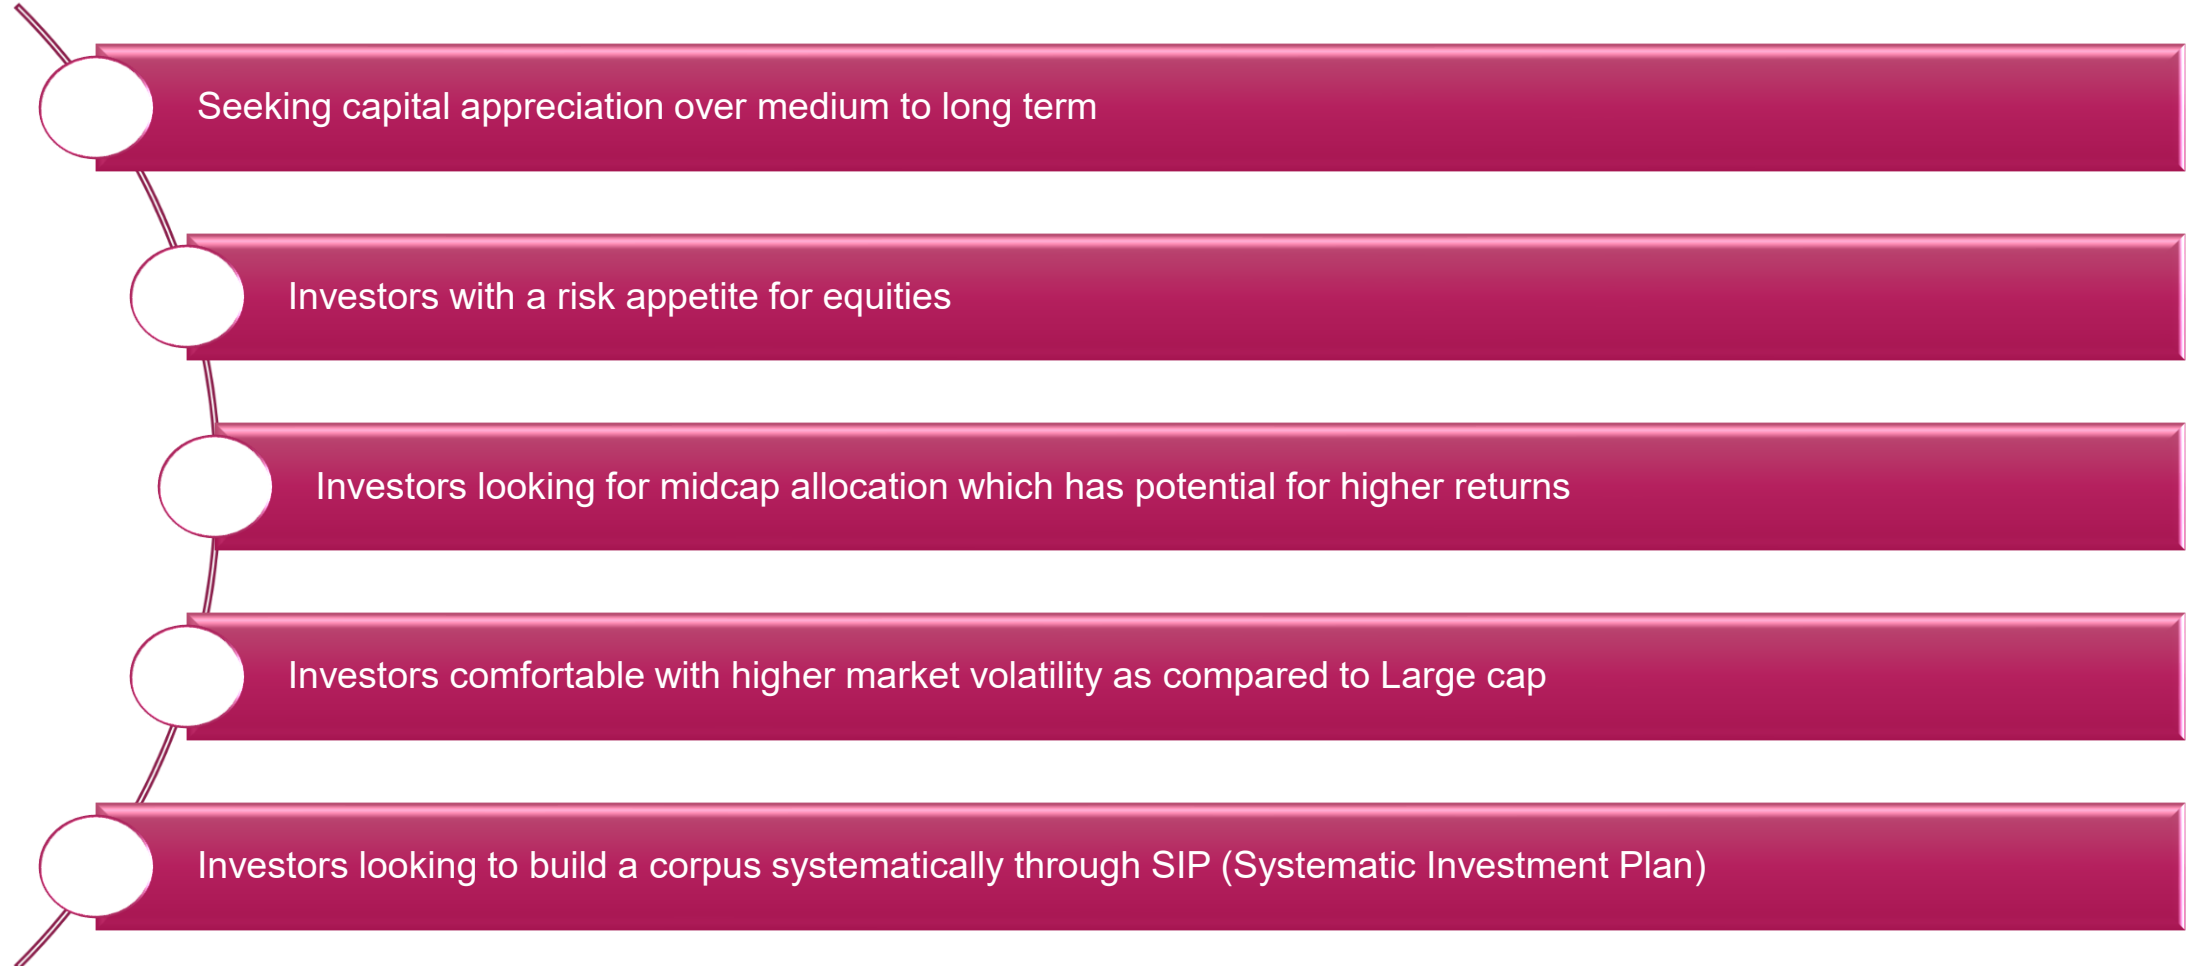 Seeking capital appreciation over medium to long term
Investors with a risk appetite for equities
Investors looking for midcap allocation which has potential for higher returns
Investors comfortable with higher market volatility as compared to Large cap
Investors looking to build a corpus systematically through SIP (Systematic Investment Plan)